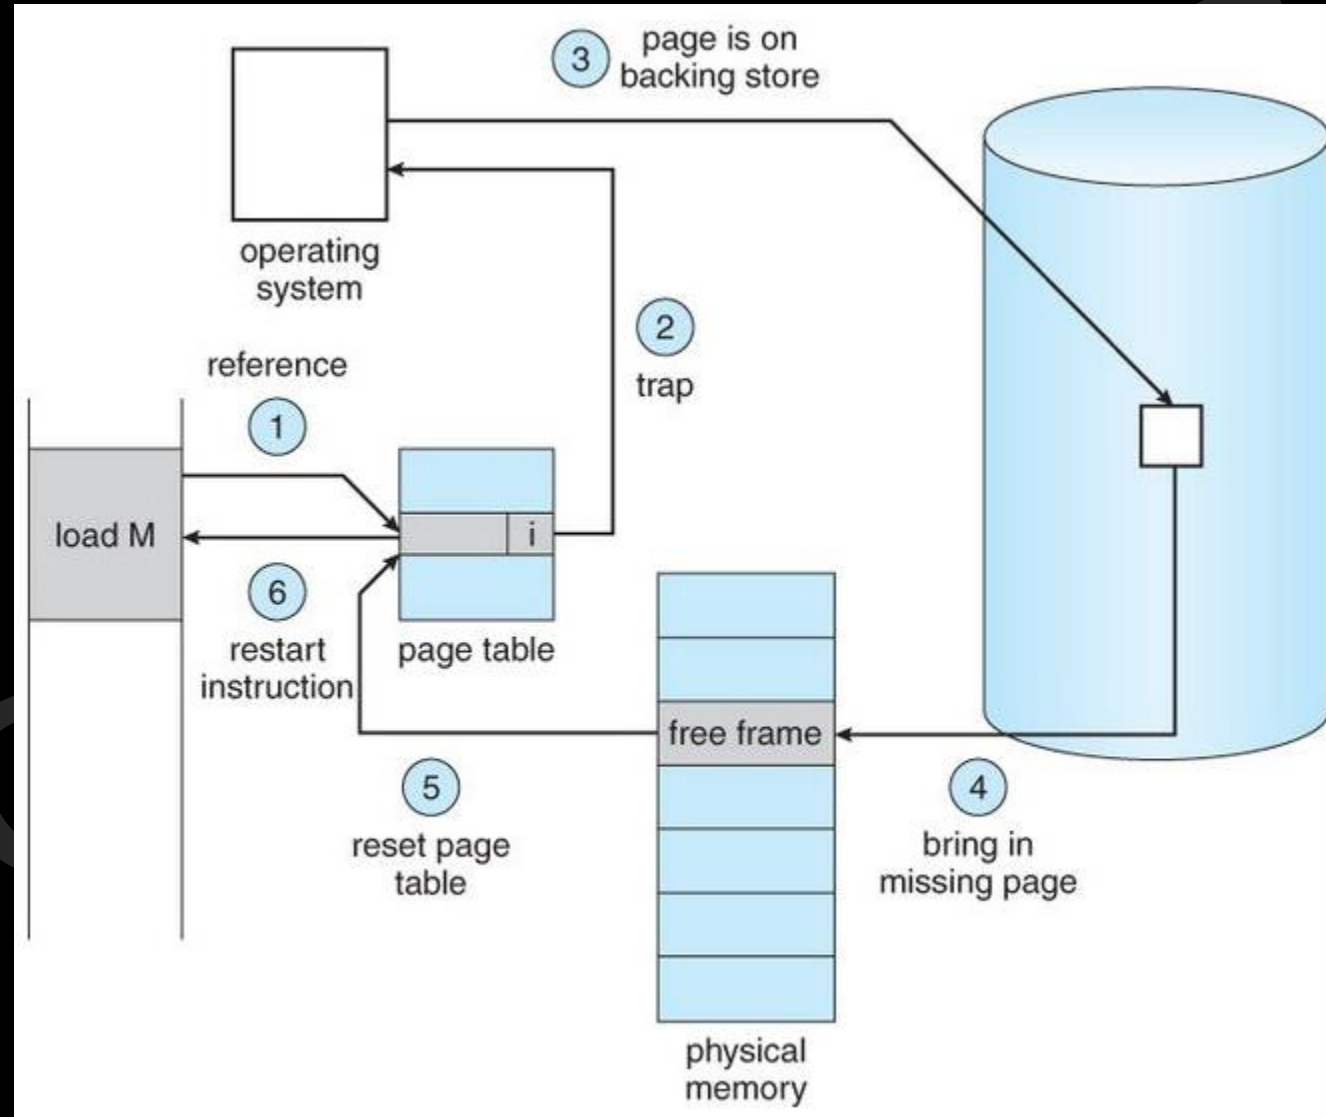 3
page is on
backing store
operating
system
2
trap
reference
1
load M
i
6
restart
instruction
page table
free frame
5
reset page
table
4
bring in
missing page
physical
memory